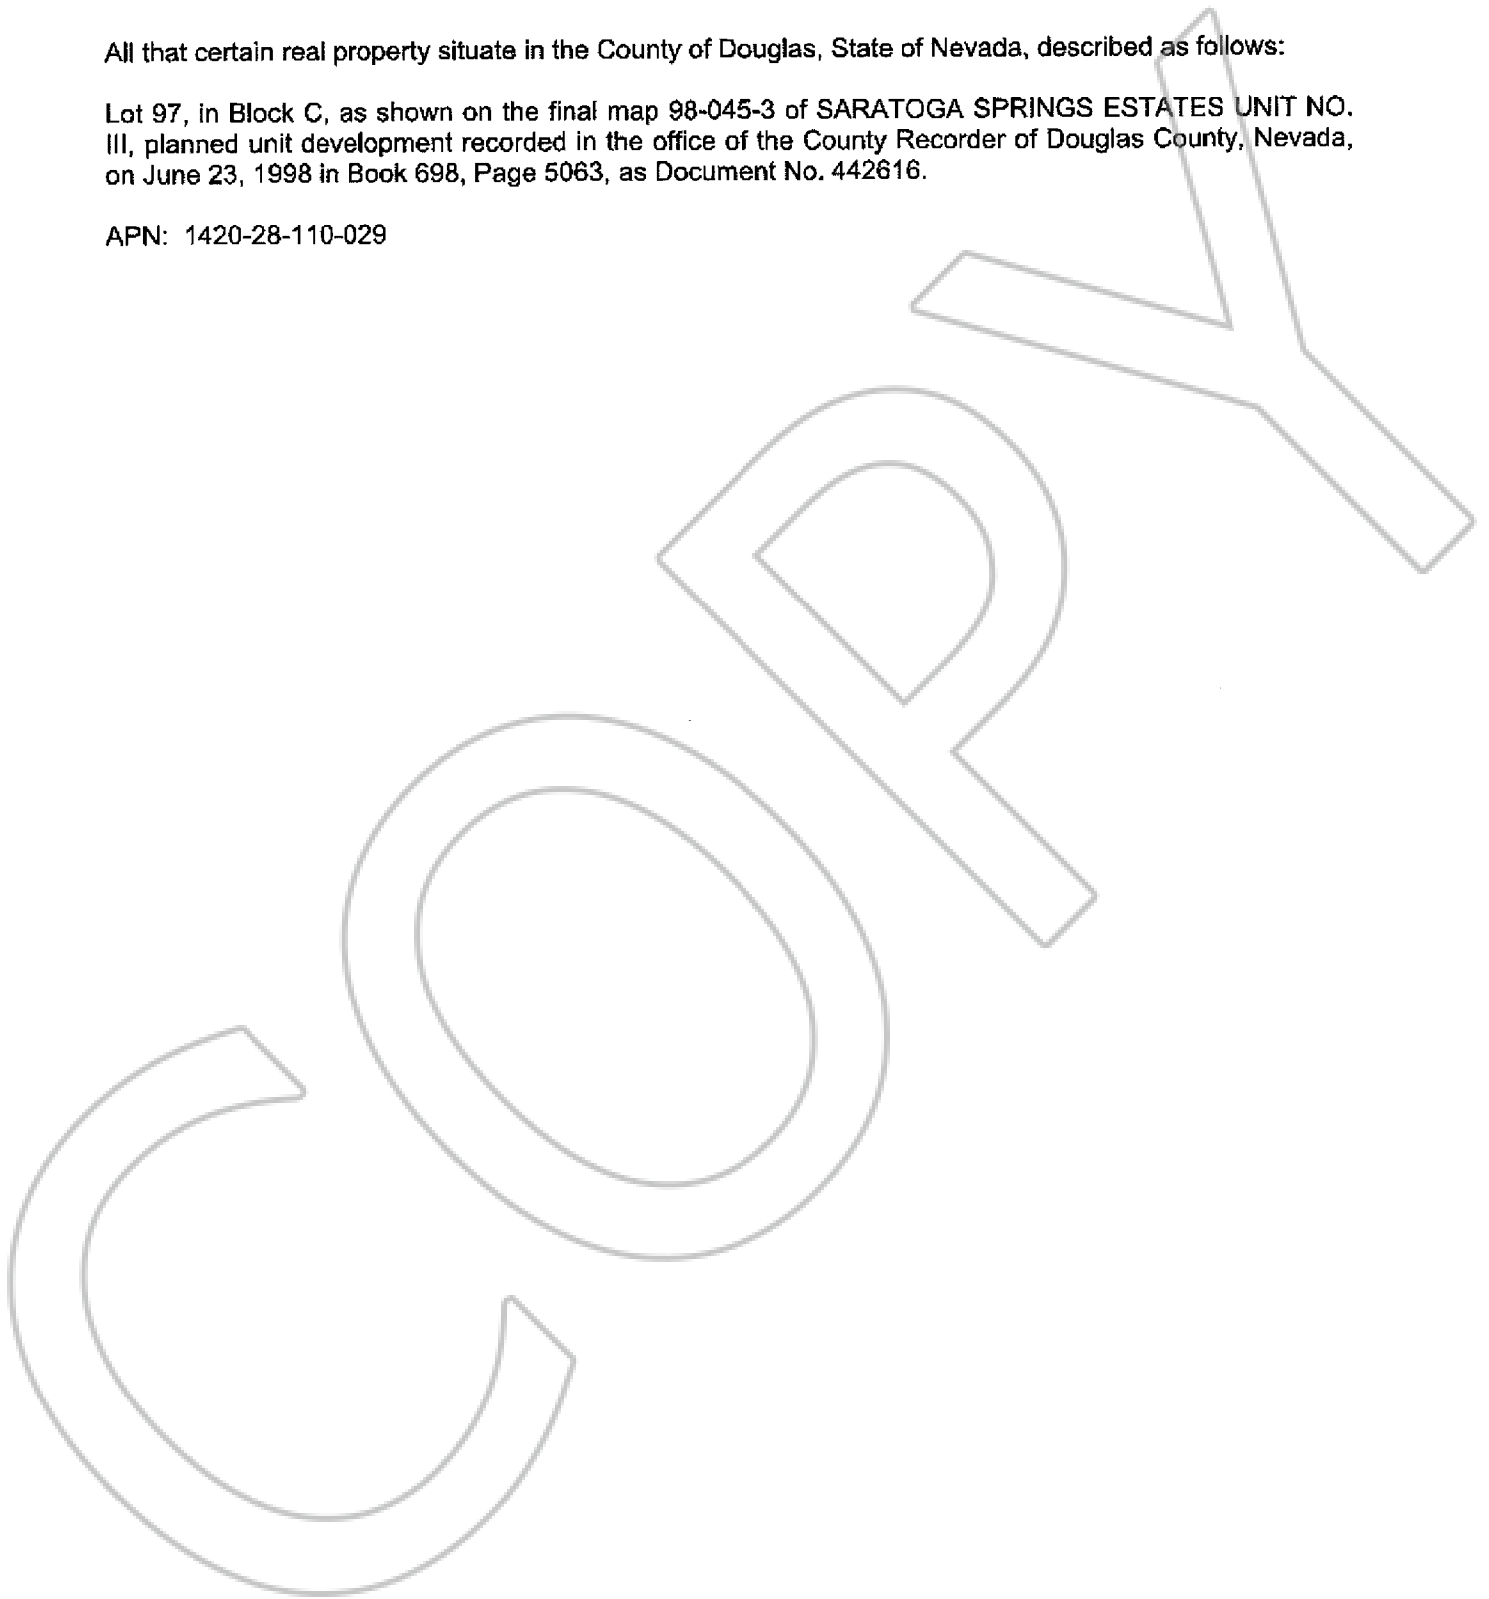 All that certain real property situate in the County of Douglas, State of Nevada, described as follows:
Lot 97, in Block C, as shown on the final map 98-045-3 of SARATOGA SPRINGS ESTATES UNIT NO.
III, planned unit development recorded in the office of the County Recorder of Douglas County, Nevada,
on June 23, 1998 in Book 698, Page 5063, as Document No. 442616.
APN: 1420-28-110-029
COPY